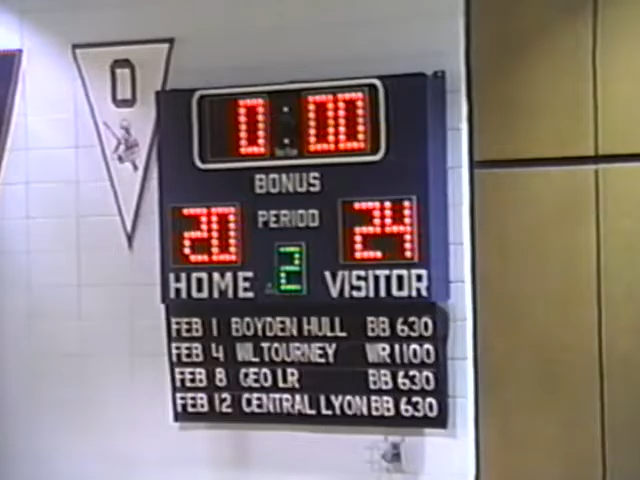 O
0:00
BONUS
PERIOD
20 2 24
HOME VISITOR
FEB 1 BOYDEN HULL BB 630
FEB 4 WL TOURNEY WR 1100
FEB 8 GEO LR BB 630
FEB 12 CENTRAL LYON BB 630